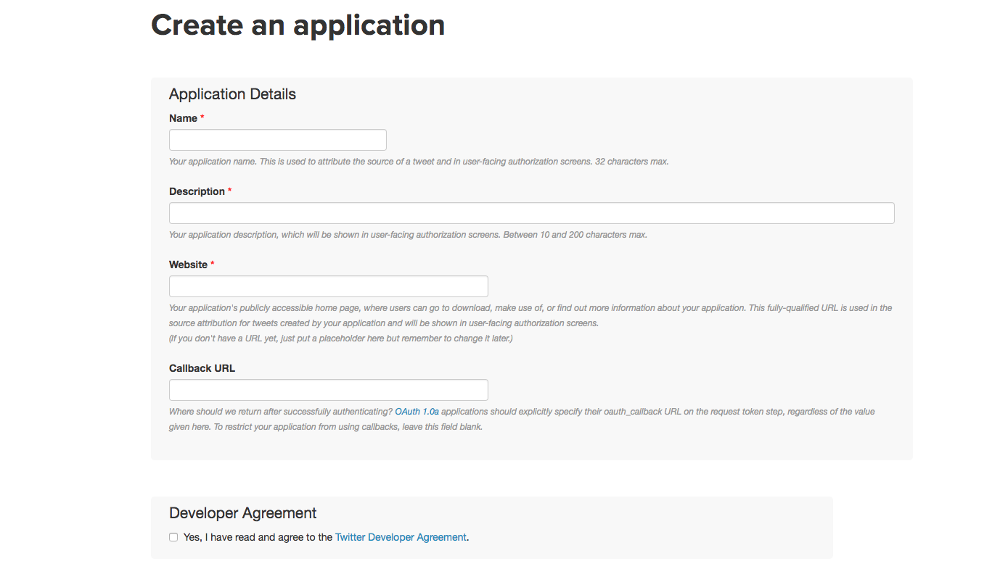 Create an application
Application Details
Name *
Your application name. This is used to attribute the source of a tweet and in user-facing authorization screens. 32 characters max.
Description *
Your application description, which will be shown in user-facing authorization screens. Between 10 and 200 characters max.
Website *
Your application's publicly accessible home page, where users can go to download, make use of, or find out more information about your application. This fully-qualified URL is used in the
source attribution for tweets created by your application and will be shown in user-facing authorization screens.
(If you don't have a URL yet, just put a placeholder here but remember to change it later.)
Callback URL
Where should we return after successfully authenticating? OAuth 1.0a applications should explicitly specify their oauth_callback URL on the request token step, regardless of the value
given here. To restrict your application from using callbacks, leave this field blank.
Developer Agreement
Yes, I have read and agree to the Twitter Developer Agreement.